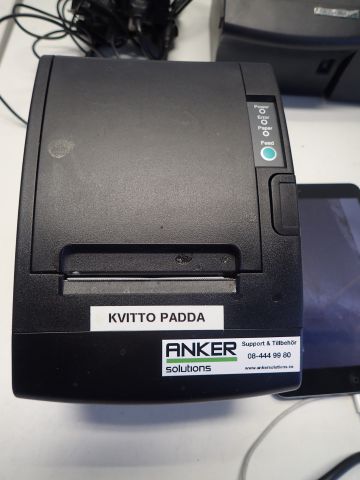 Power
Error
Paper
Feed
KVITTO PADDA
ANKER
solutions
Support & Tillbehör
08-444 99 80
www.ankersolutions.se